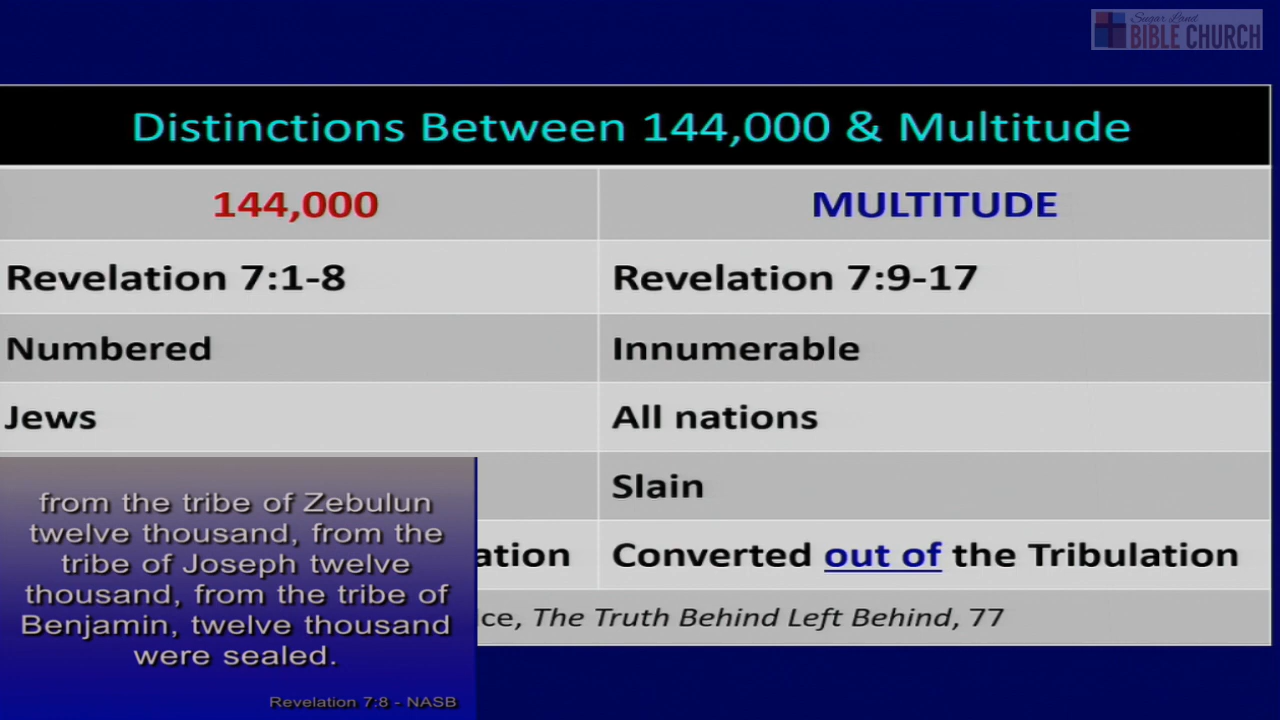 Sugar Land
BIBLE CHURCH
Distinctions Between 144,000 & Multitude
144,000 MULTITUDE
Revelation 7:1-8 Revelation 7:9-17
Numbered Innumerable
Jews All nations
Slain
ation Converted out of the Tribulation
ce, The Truth Behind Left Behind, 77
from the tribe of Zebulun
twelve thousand, from the
tribe of Joseph twelve
thousand, from the tribe of
Benjamin, twelve thousand
were sealed.
Revelation 7:8 - NASB